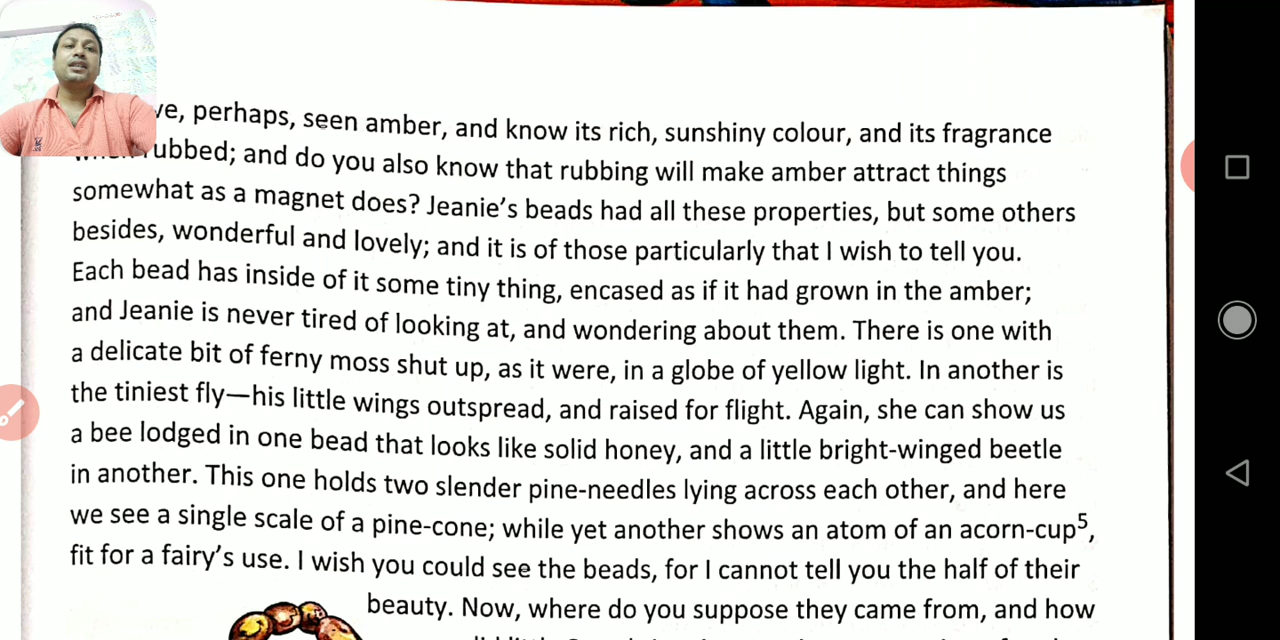 ve, perhaps, seen amber, and know its rich, sunshiny colour, and its fragrance
rubbed; and do you also know that rubbing will make amber attract things
somewhat as a magnet does? Jeanie's beads had all these properties, but some others
besides, wonderful and lovely; and it is of those particularly that I wish to tell you.
Each bead has inside of it some tiny thing, encased as if it had grown in the amber;
and Jeanie is never tired of looking at, and wondering about them. There is one with
a delicate bit of ferny moss shut up, as it were, in a globe of yellow light. In another is
the tiniest fly—his little wings outspread, and raised for flight. Again, she can show us
a bee lodged in one bead that looks like solid honey, and a little bright-winged beetle
in another. This one holds two slender pine-needles lying across each other, and here
we see a single scale of a pine-cone; while yet another shows an atom of an acorn-cup⁵,
fit for a fairy's use. I wish you could see the beads, for I cannot tell you the half of their
beauty. Now, where do you suppose they came from, and how